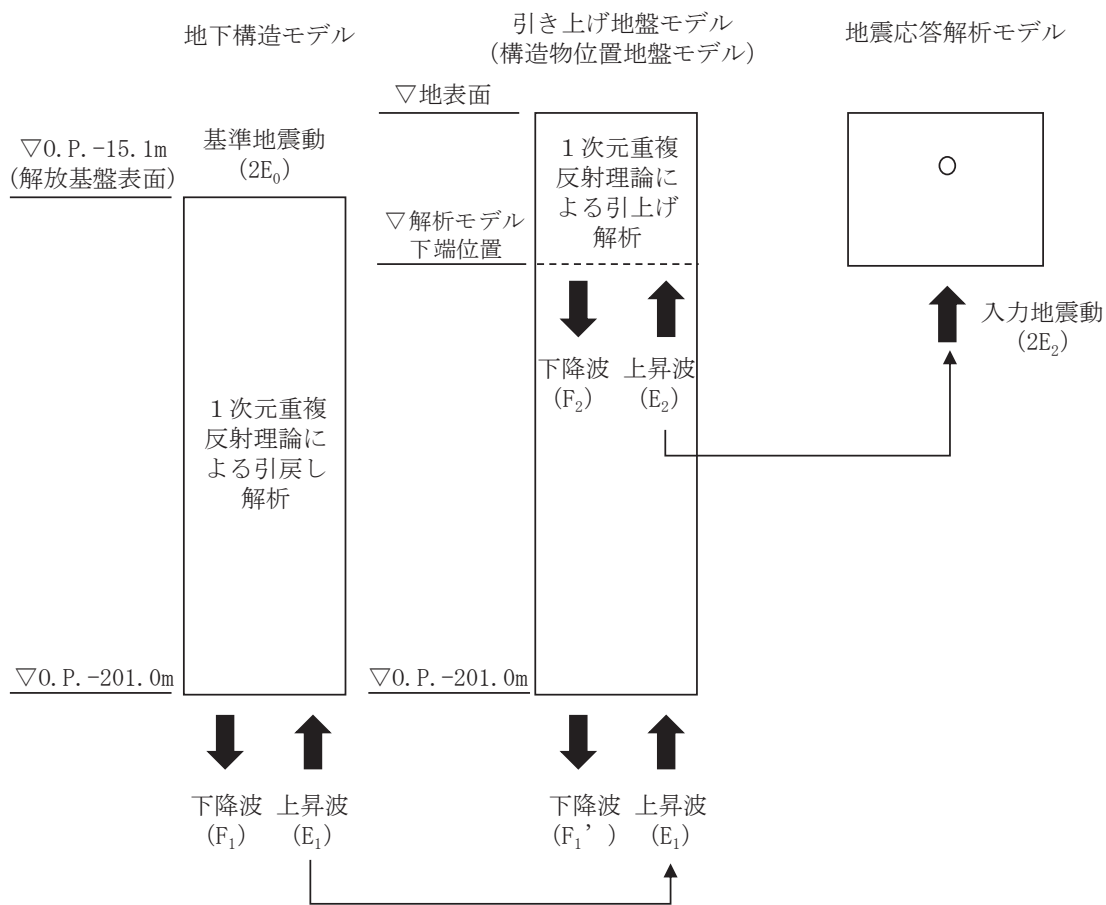 地下構造モデル
引き上げ地盤モデル
(構造物位置地盤モデル)
地震応答解析モデル
▽O.P.-15.1m
(解放基盤表面)
基準地震動
(2E₀)
1次元重複
反射理論に
よる引戻し
解析
▽O.P.-201.0m
下降波
(F₁)
上昇波
(E₁)
▽地表面
1次元重複
反射理論に
よる引上げ
解析
▽解析モデル
下端位置
下降波
(F₂)
上昇波
(E₂)
▽O.P.-201.0m
下降波
(F₁’)
上昇波
(E₁)
入力地震動
(2E₂)